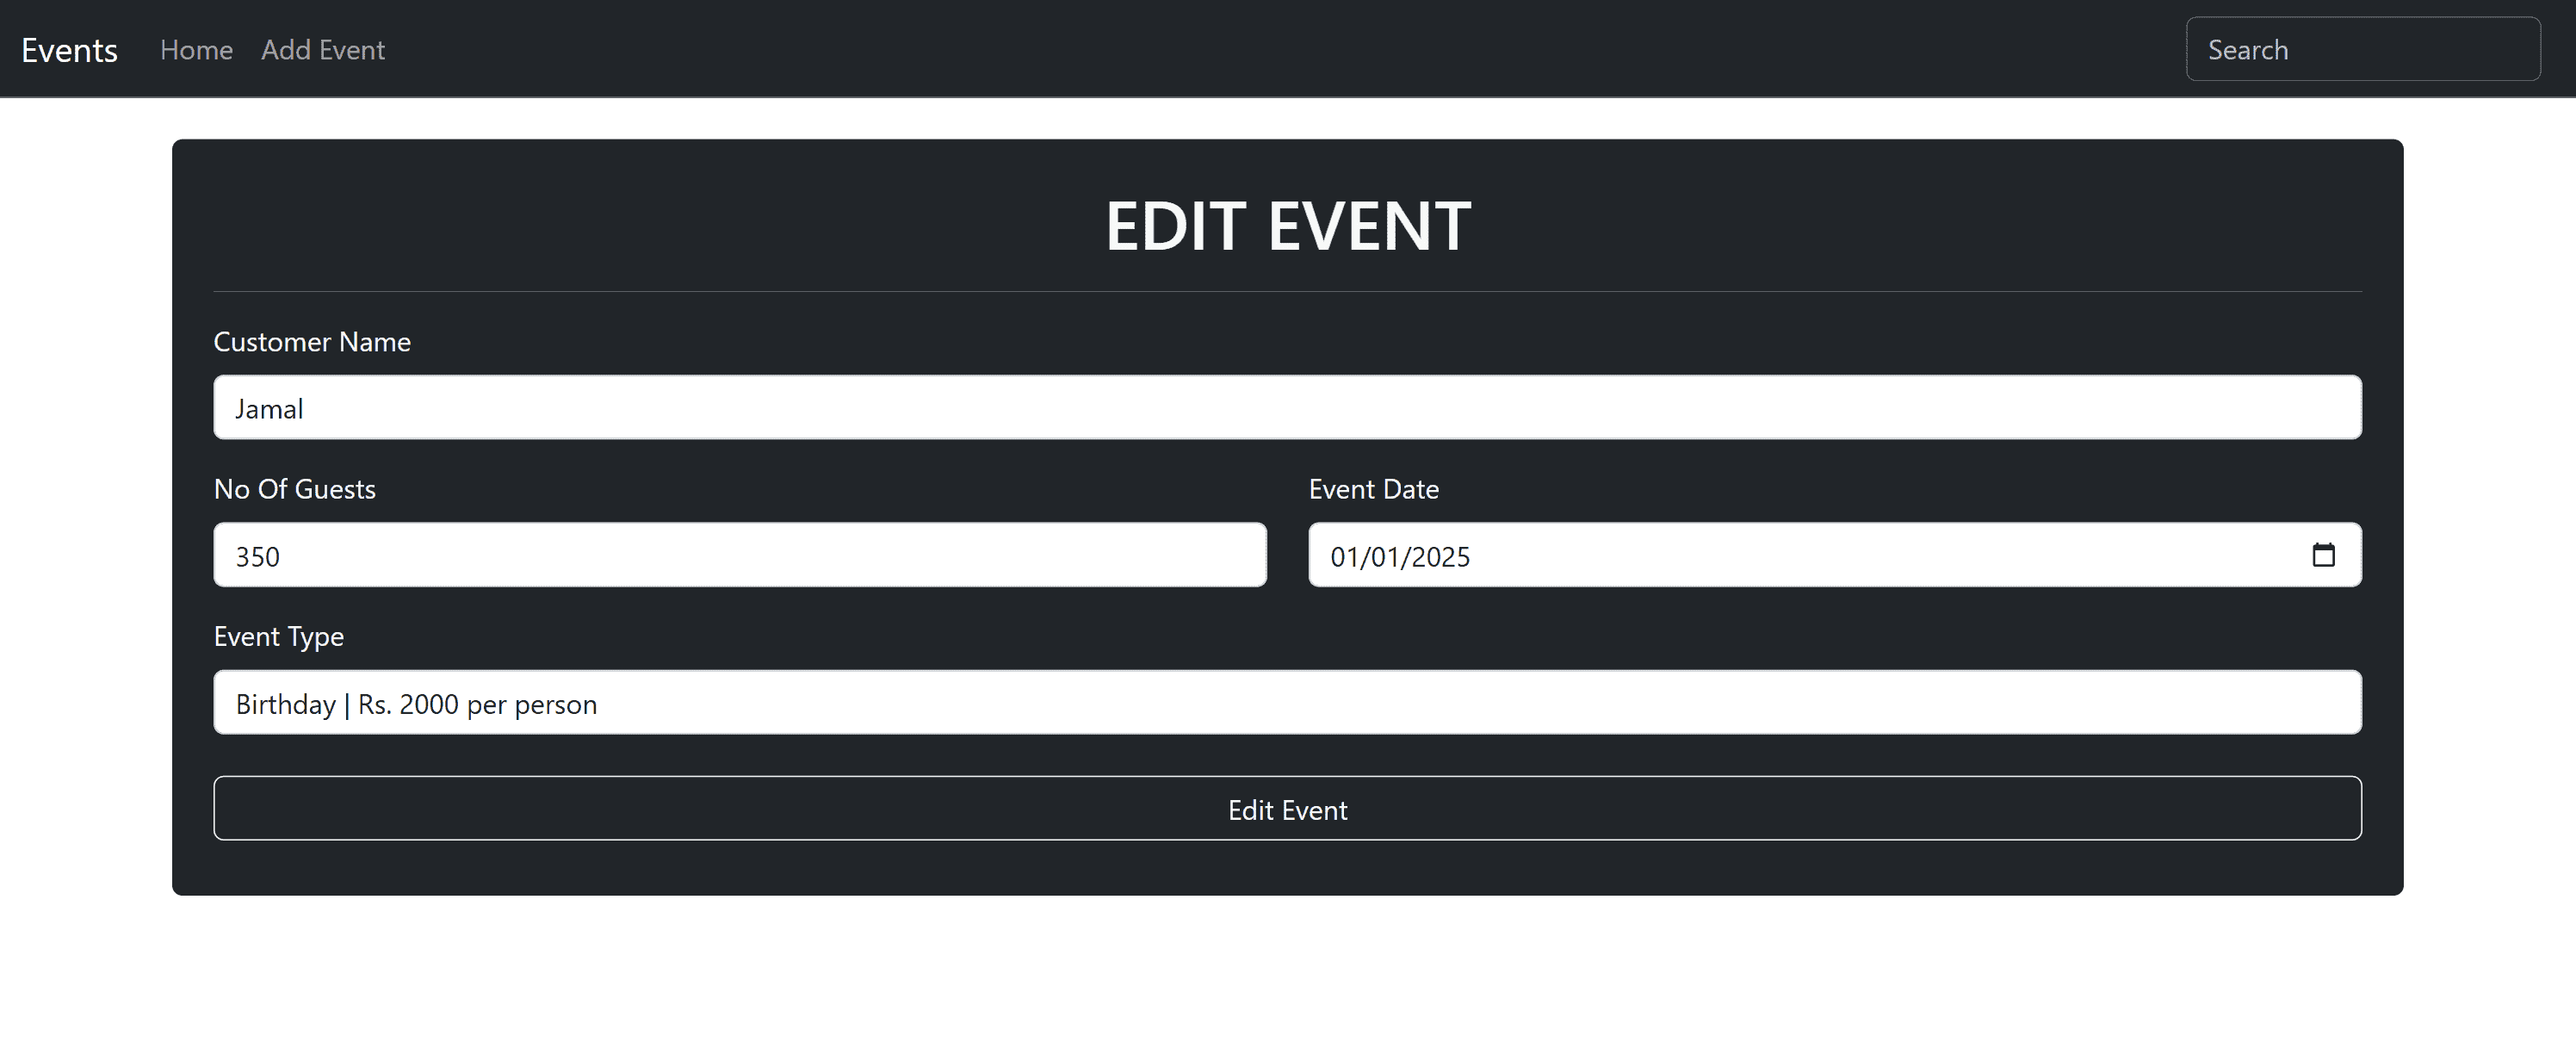 Events Home Add Event Search
EDIT EVENT
Customer Name
Jamal
No Of Guests Event Date
350 01/01/2025
Event Type
Birthday | Rs. 2000 per person
Edit Event